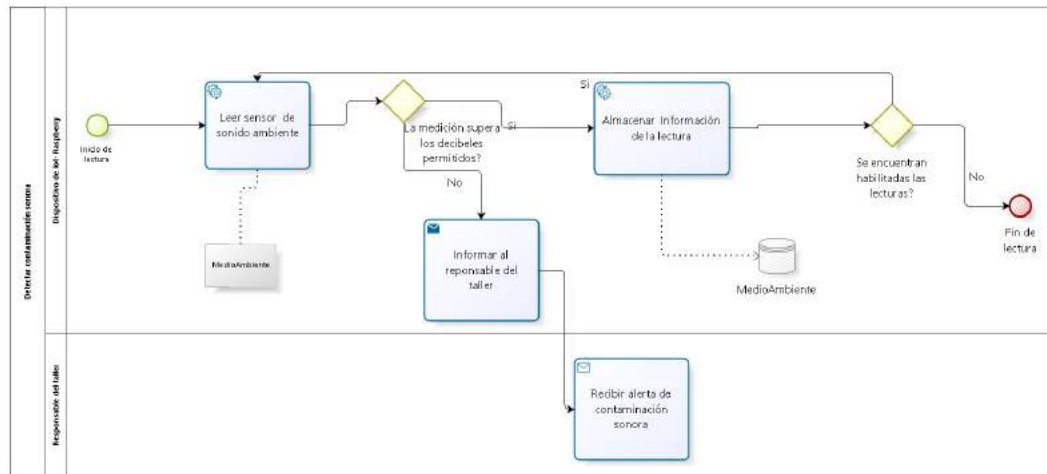 Detectar contaminación sonora
Dispositivo de iot-Raspberry
Inicio de
lectura
Leer sensor de
sonido ambiente
MedioAmbiente
La medición supera
los decibeles
permitidos?
Si
No
Informar al
reponsable del
taller
Si
Almacenar Información
de la lectura
MedioAmbiente
Se encuentran
habilitadas las
lecturas?
No
Fin de
lectura
Responsable del taller
Recibir alerta de
contaminación
sonora